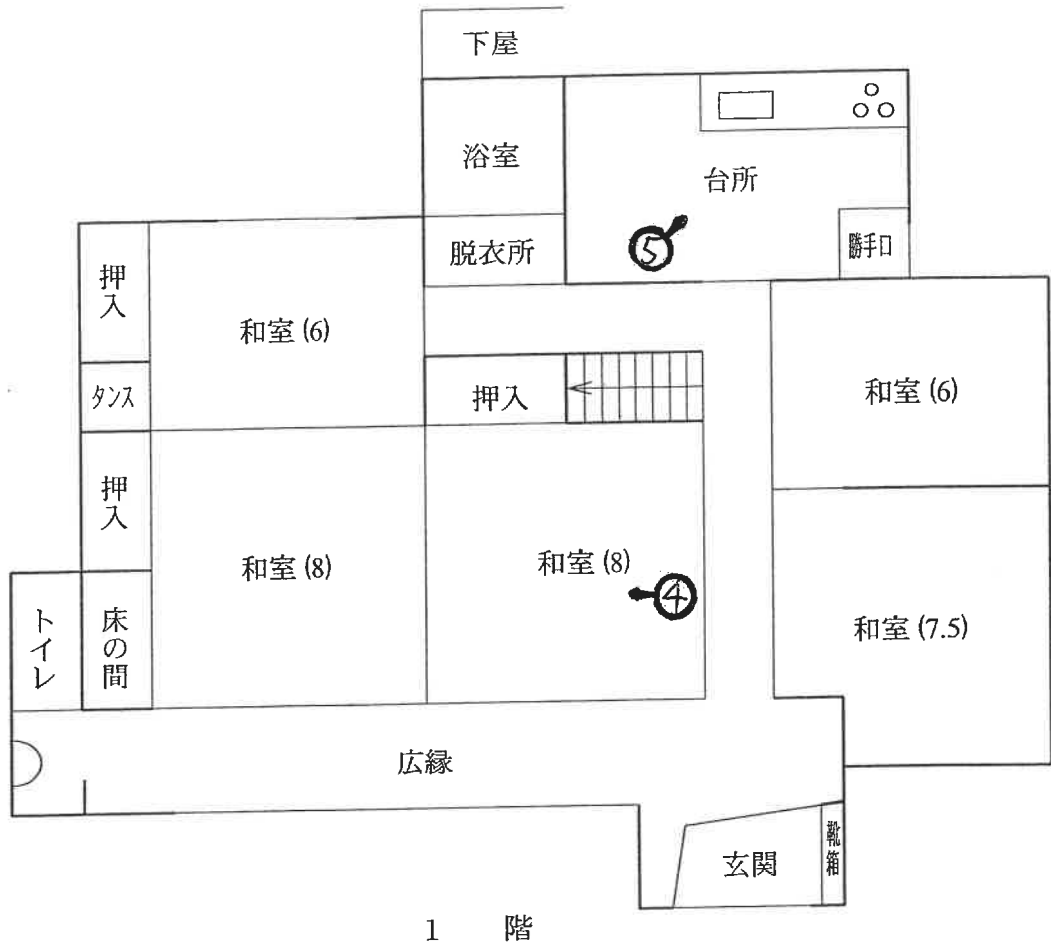 下屋
浴室
台所
脱衣所
⑤
勝手口
押入
和室 (6)
タンス
押入
和室 (6)
押入
和室 (8)
和室 (8)
④
和室 (7.5)
トイレ
床の間
広縁
玄関
靴箱
1 階